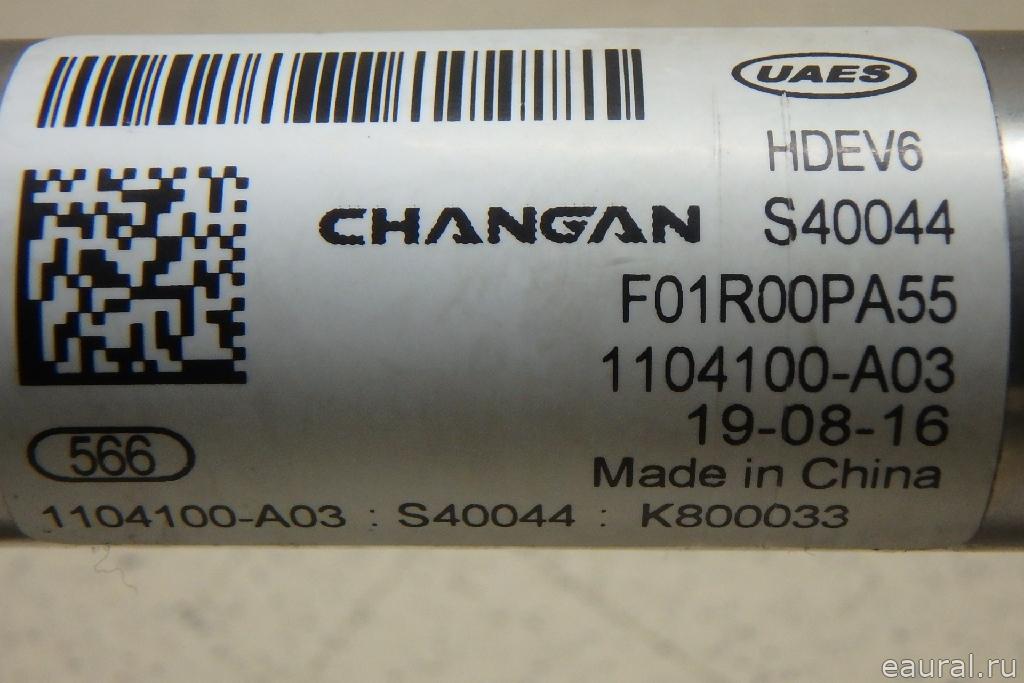 UAES
HDEV6
CHANGAN S40044
F01R00PA55
1104100-A03
19-08-16
566
Made in China
1104100-A03 : S40044 : K800033
eaural.ru